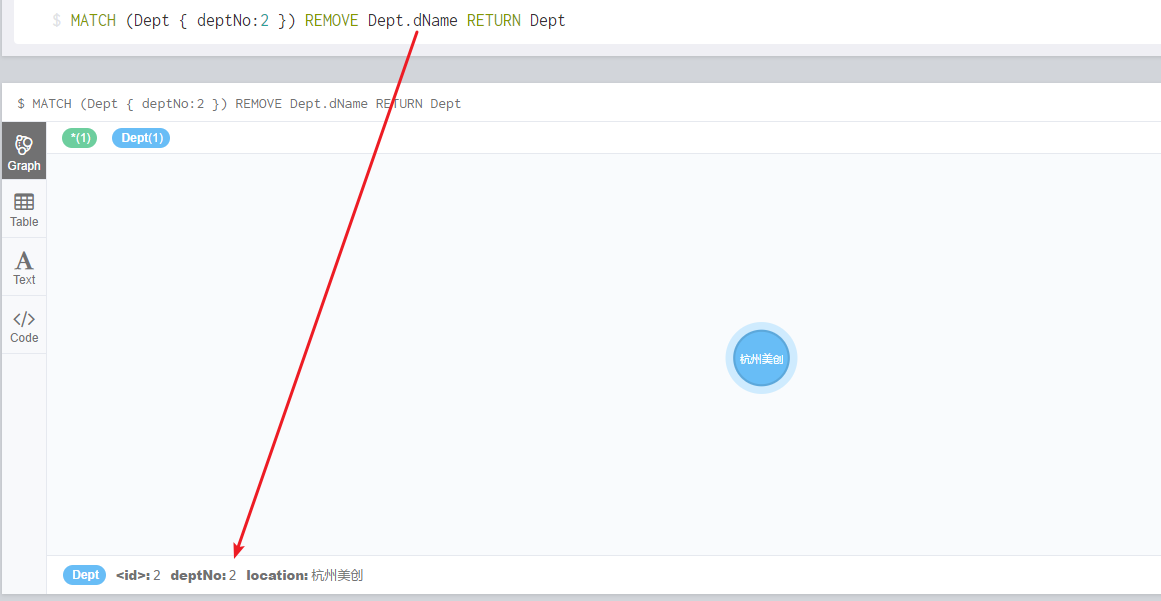 $ MATCH (Dept { deptNo:2 }) REMOVE Dept.dName RETURN Dept
$ MATCH (Dept { deptNo:2 }) REMOVE Dept.dName RETURN Dept
*(1) Dept(1)
Graph
Table
A
Text
</>
Code
杭州美创
Dept <id>: 2 deptNo: 2 location: 杭州美创